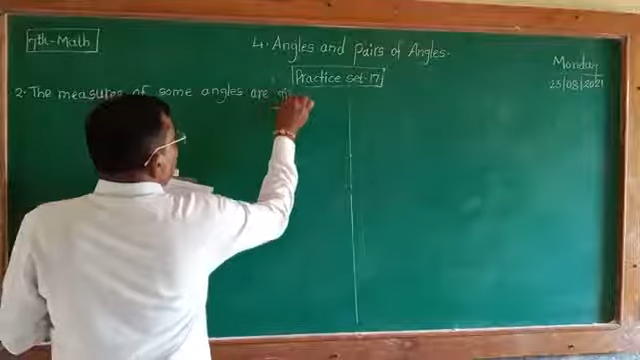 7th-Math
4. Angles and Pairs of Angles.
Monday
Practice set-17
23/08/2021
2. The measures of some angles are